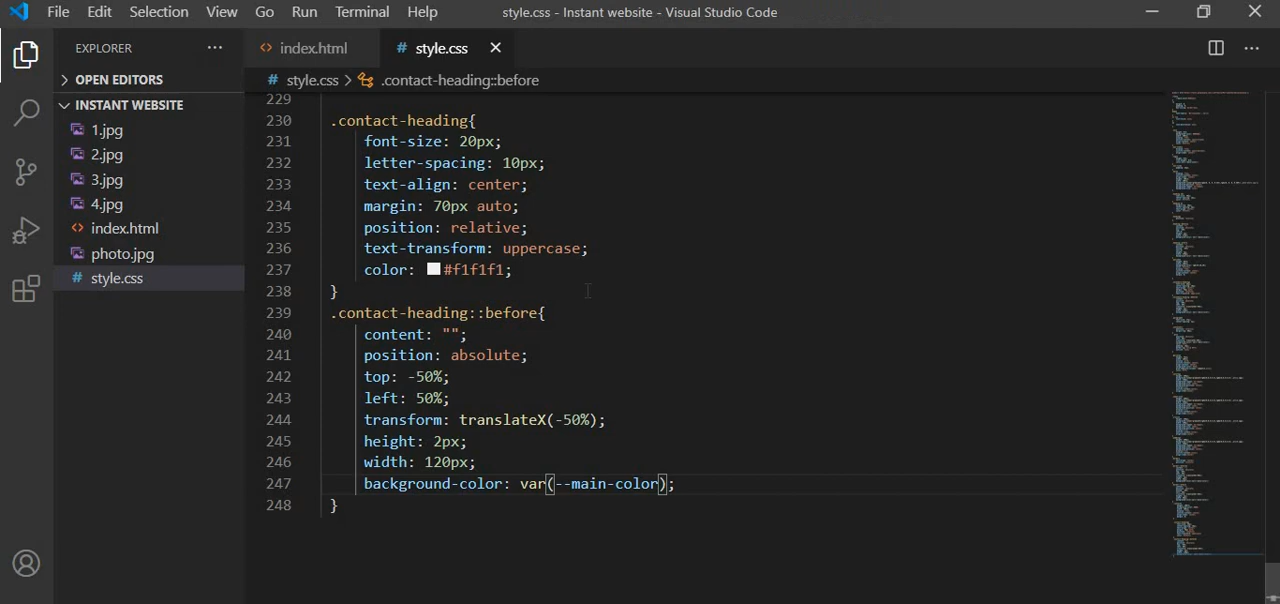 File Edit Selection View Go Run Terminal Help style.css - Instant website - Visual Studio Code
EXPLORER
index.html
style.css
OPEN EDITORS
style.css > .contact-heading::before
INSTANT WEBSITE
1.jpg
2.jpg
3.jpg
4.jpg
index.html
photo.jpg
style.css
229
230 .contact-heading{
231 font-size: 20px;
232 letter-spacing: 10px;
233 text-align: center;
234 margin: 70px auto;
235 position: relative;
236 text-transform: uppercase;
237 color: #f1f1f1;
238 }
239 .contact-heading::before{
240 content: "";
241 position: absolute;
242 top: -50%;
243 left: 50%;
244 transform: translateX(-50%);
245 height: 2px;
246 width: 120px;
247 background-color: var(--main-color);
248 }